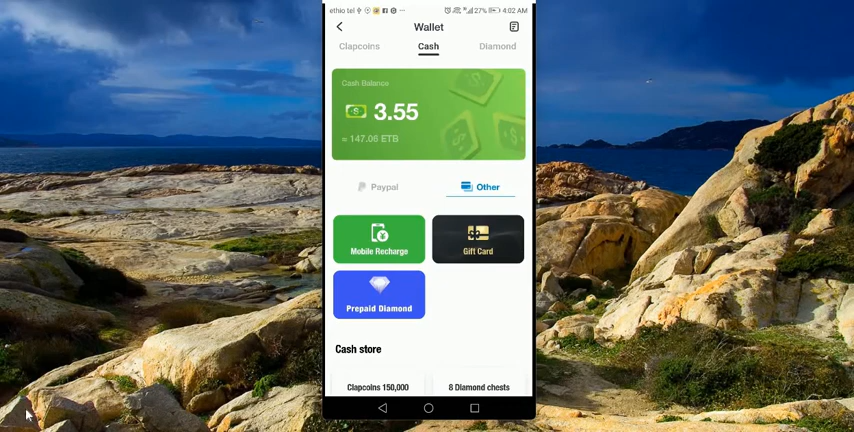 ethio tel
27% 4:02 AM
Wallet
Clapcoins Cash Diamond
Cash Balance
3.55
≈ 147.06 ETB
Paypal Other
Mobile Recharge Gift Card
Prepaid Diamond
Cash store
Clapcoins 150,000 8 Diamond chests